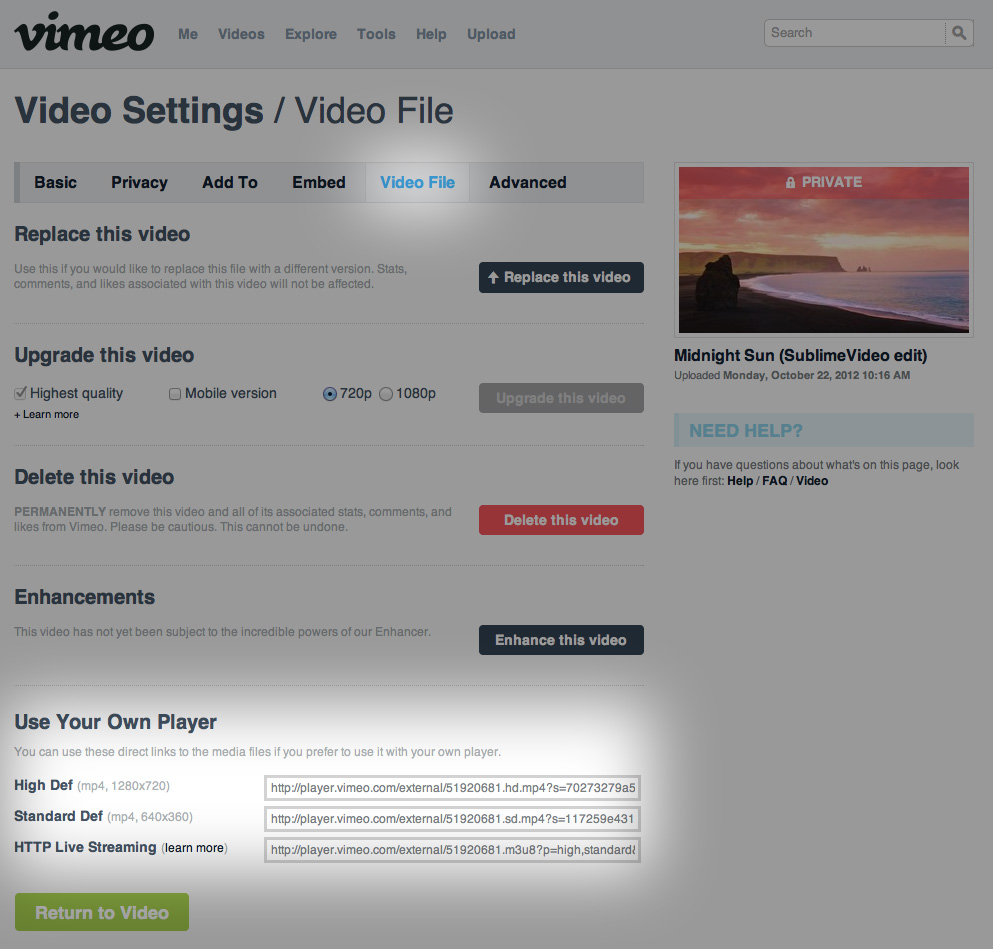 vimeo Me Videos Explore Tools Help Upload Search
Video Settings / Video File
Basic Privacy Add To Embed Video File Advanced
Replace this video
Use this if you would like to replace this file with a different version. Stats,
comments, and likes associated with this video will not be affected.
Replace this video
Upgrade this video
Highest quality Mobile version 720p 1080p
+ Learn more
Upgrade this video
Delete this video
PERMANENTLY remove this video and all of its associated stats, comments, and
likes from Vimeo. Please be cautious. This cannot be undone.
Delete this video
Enhancements
This video has not yet been subject to the incredible powers of our Enhancer.
Enhance this video
Use Your Own Player
You can use these direct links to the media files if you prefer to use it with your own player.
High Def (mp4, 1280x720) http://player.vimeo.com/external/51920681.hd.mp4?s=70273279a5
Standard Def (mp4, 640x360) http://player.vimeo.com/external/51920681.sd.mp4?s=117259e431
HTTP Live Streaming (learn more) http://player.vimeo.com/external/51920681.m3u8?p=high,standard&
Return to Video
PRIVATE
Midnight Sun (SublimeVideo edit)
Uploaded Monday, October 22, 2012 10:16 AM
NEED HELP?
If you have questions about what's on this page, look
here first: Help / FAQ / Video